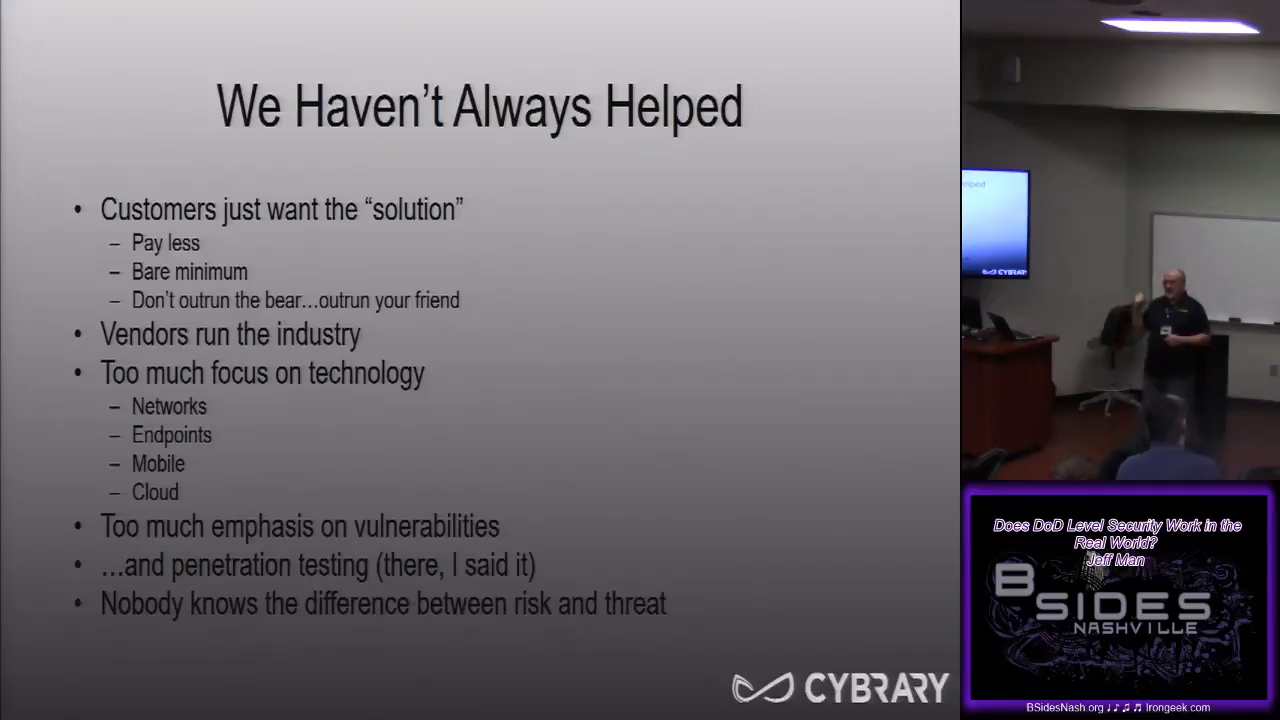 We Haven’t Always Helped
• Customers just want the “solution”
– Pay less
– Bare minimum
– Don’t outrun the bear…outrun your friend
• Vendors run the industry
• Too much focus on technology
– Networks
– Endpoints
– Mobile
– Cloud
• Too much emphasis on vulnerabilities
• …and penetration testing (there, I said it)
• Nobody knows the difference between risk and threat
CYBRARY
elped
CYBRARY
Does DoD Level Security Work in the
Real World?
Jeff Man
BSIDES
NASHVILLE
BSidesNash.org ♩♪♫♬ Irongeek.com